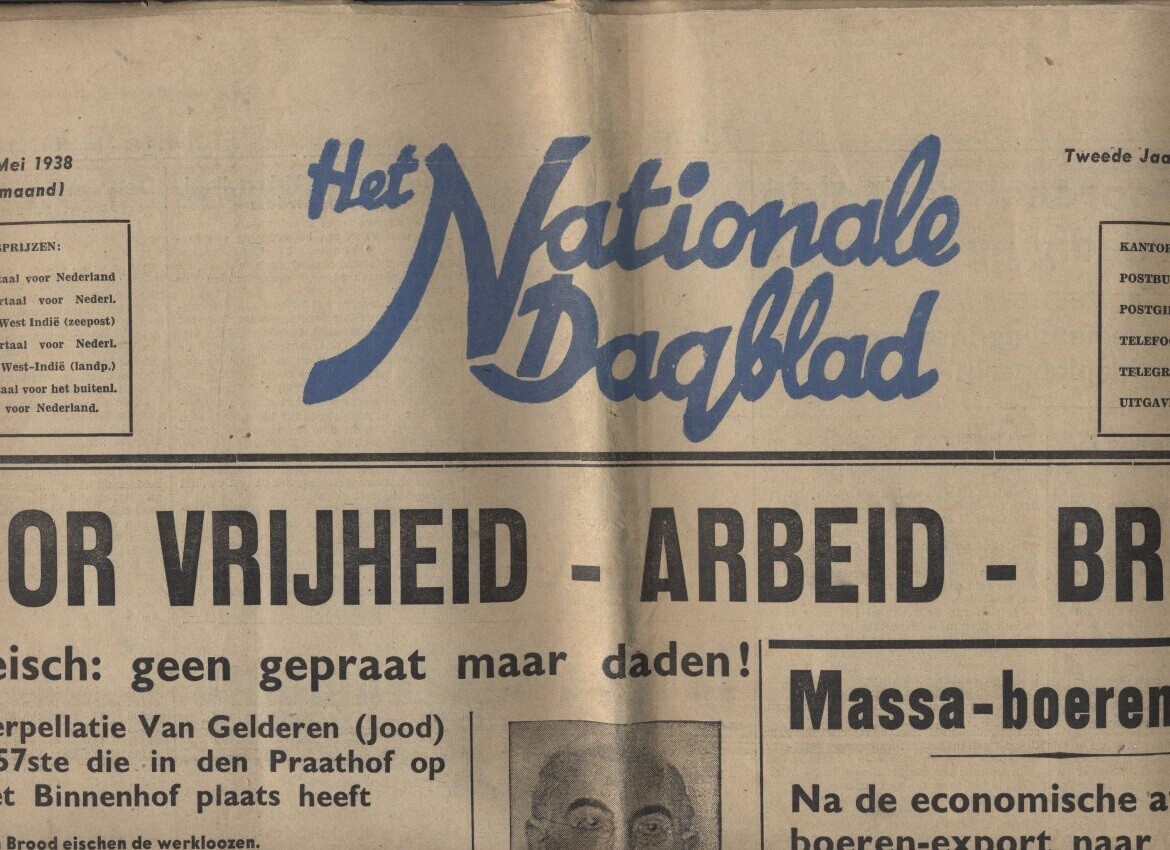 Mei 1938
maand)
Het
Nationale
Dagblad
Tweede Jaa
SPRIJZEN:
taal voor Nederland
rtaal voor Nederl.
West Indië (zeepost)
rtaal voor Nederl.
West-Indië (landp.)
aal voor het buitenl.
voor Nederland.
KANTOR
POSTBU
POSTGI
TELEFO
TELEGR
UITGAV
OR VRIJHEID - ARBEID - BR
eisch: geen gepraat maar daden!
erpellatie Van Gelderen (Jood)
57ste die in den Praathof op
et Binnenhof plaats heeft
Brood eischen de werkloozen.
Massa-boeren
Na de economische a
boeren-export naar